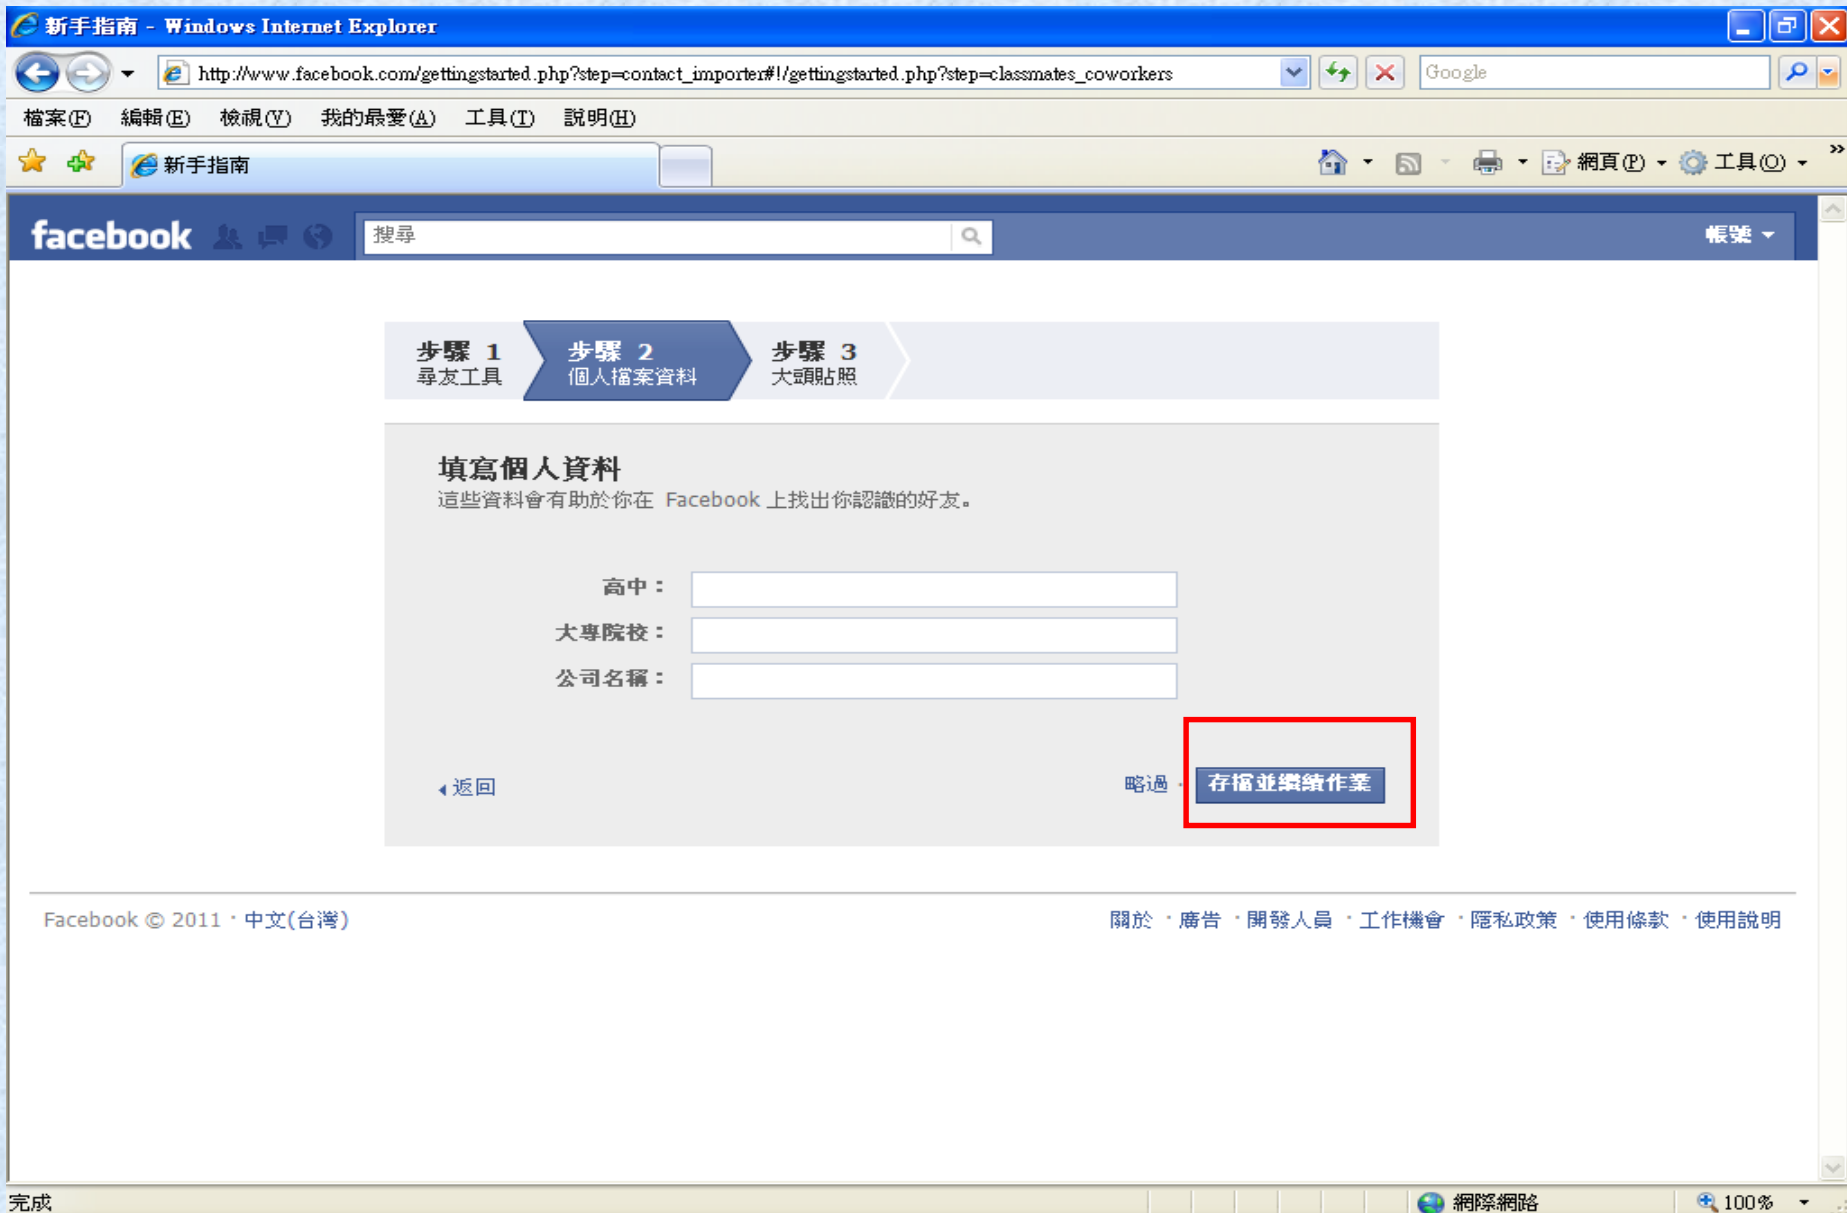 新手指南 - Windows Internet Explorer
http://www.facebook.com/gettingstarted.php?step=contact_importer#!/gettingstarted.php?step=classmates_coworkers
Google
檔案(F) 編輯(E) 檢視(V) 我的最愛(A) 工具(T) 說明(H)
新手指南
網頁(P) 工具(O) »
facebook 搜尋 帳號
步驟 1 步驟 2 步驟 3
尋友工具 個人檔案資料 大頭貼照
填寫個人資料
這些資料會有助於你在 Facebook 上找出你認識的好友。
高中：
大專院校：
公司名稱：
返回 略過 · 存檔並繼續作業
Facebook © 2011 · 中文(台灣) 關於 · 廣告 · 開發人員 · 工作機會 · 隱私政策 · 使用條款 · 使用說明
完成 網際網路 100%